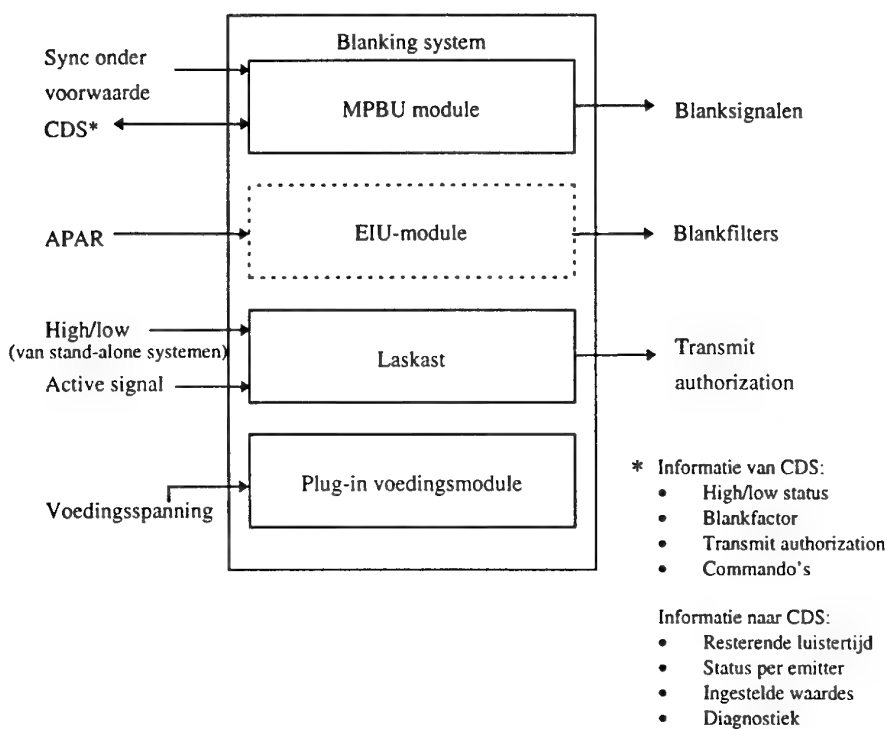 Blanking system
Sync onder
voorwaarde
CDS*
MPBU module
Blanksignalen
APAR
EIU-module
Blankfilters
High/low
(van stand-alone systemen)
Active signal
Laskast
Transmit
authorization
Voedingsspanning
Plug-in voedingsmodule
* Informatie van CDS:
• High/low status
• Blankfactor
• Transmit authorization
• Commando's
Informatie naar CDS:
• Resterende luistertijd
• Status per emitter
• Ingestelde waardes
• Diagnostiek